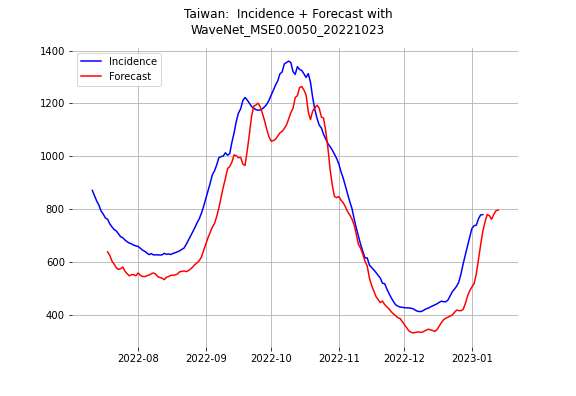 Taiwan:  Incidence + Forecast with
WaveNet_MSE0.0050_20221023
Incidence
Forecast
1400
1200
1000
800
600
400
2022-08 2022-09 2022-10 2022-11 2022-12 2023-01